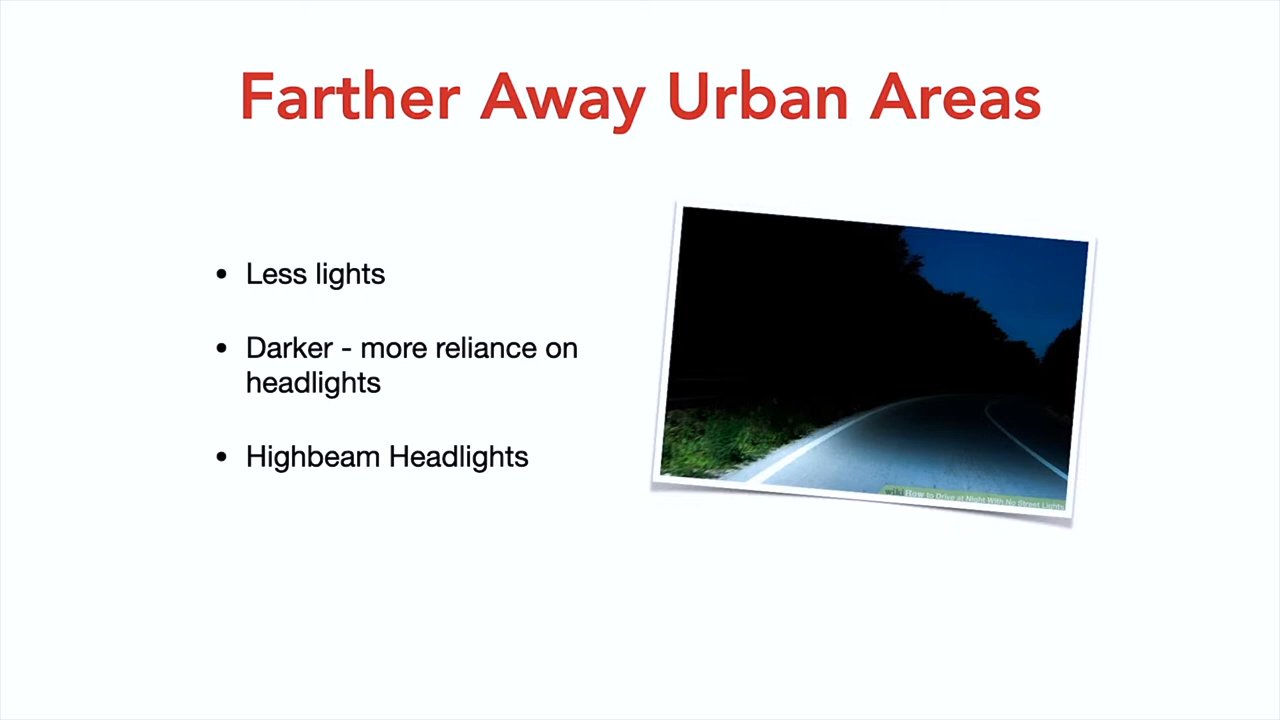 Farther Away Urban Areas
• Less lights
• Darker - more reliance on
headlights
• Highbeam Headlights
wiki How to Drive at Night With No Street Lights